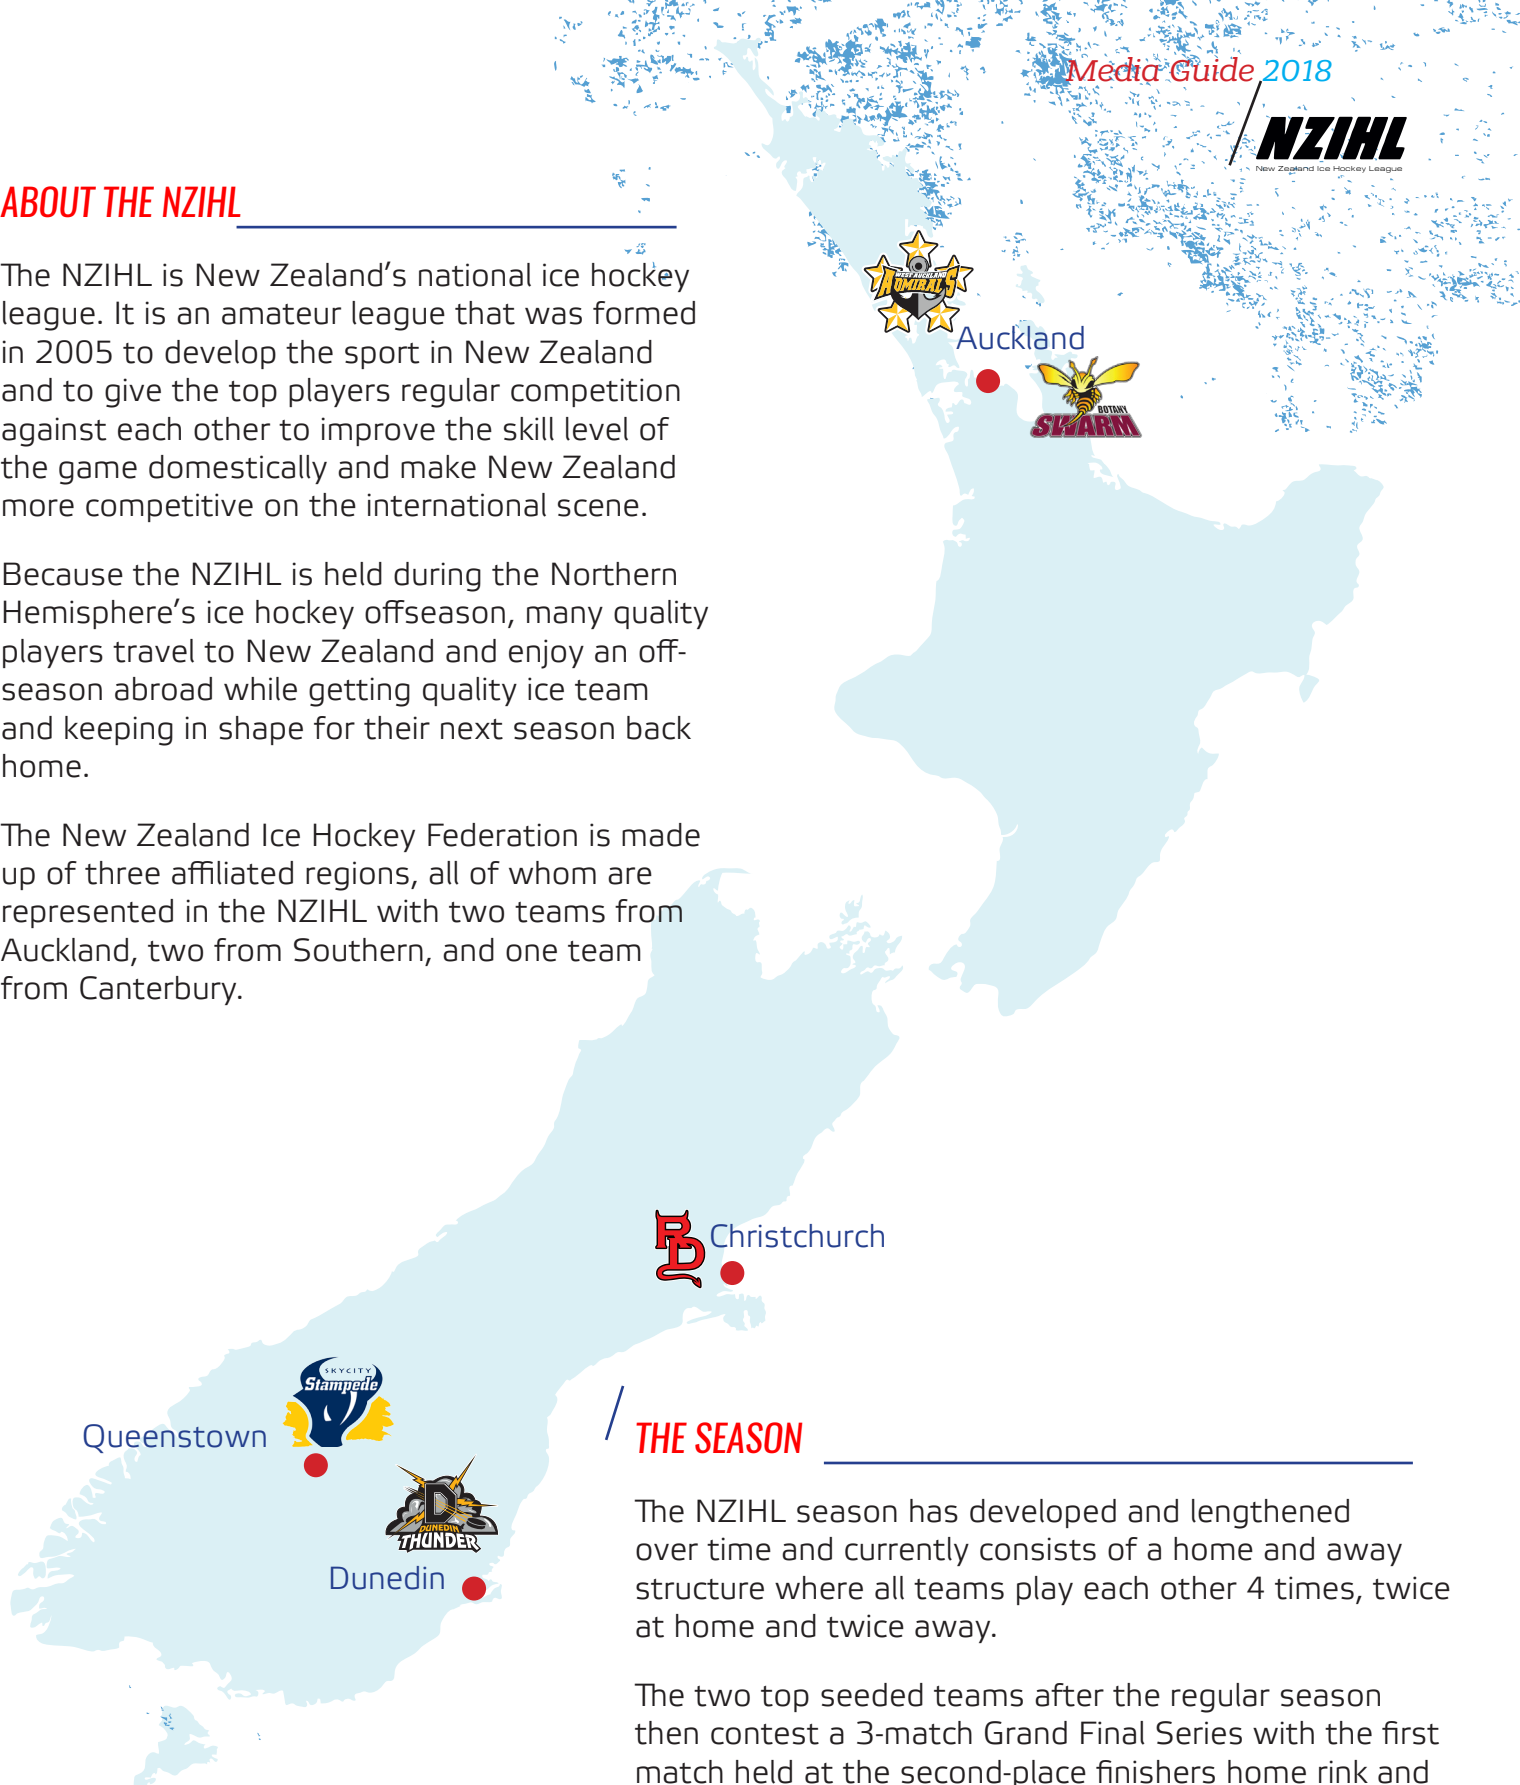 Media Guide 2018
NZIHL
New Zealand Ice Hockey League
ABOUT THE NZIHL
The NZIHL is New Zealand’s national ice hockey
league. It is an amateur league that was formed
in 2005 to develop the sport in New Zealand
and to give the top players regular competition
against each other to improve the skill level of
the game domestically and make New Zealand
more competitive on the international scene.
Because the NZIHL is held during the Northern
Hemisphere’s ice hockey offseason, many quality
players travel to New Zealand and enjoy an off-
season abroad while getting quality ice team
and keeping in shape for their next season back
home.
The New Zealand Ice Hockey Federation is made
up of three affiliated regions, all of whom are
represented in the NZIHL with two teams from
Auckland, two from Southern, and one team
from Canterbury.
WEST AUCKLAND
ADMIRALS
Auckland
BOTANY
SWARM
RD
Christchurch
SKYCITY
Stampede
Queenstown
D
DUNEDIN
THUNDER
Dunedin
THE SEASON
The NZIHL season has developed and lengthened
over time and currently consists of a home and away
structure where all teams play each other 4 times, twice
at home and twice away.
The two top seeded teams after the regular season
then contest a 3-match Grand Final Series with the first
match held at the second-place finishers home rink and